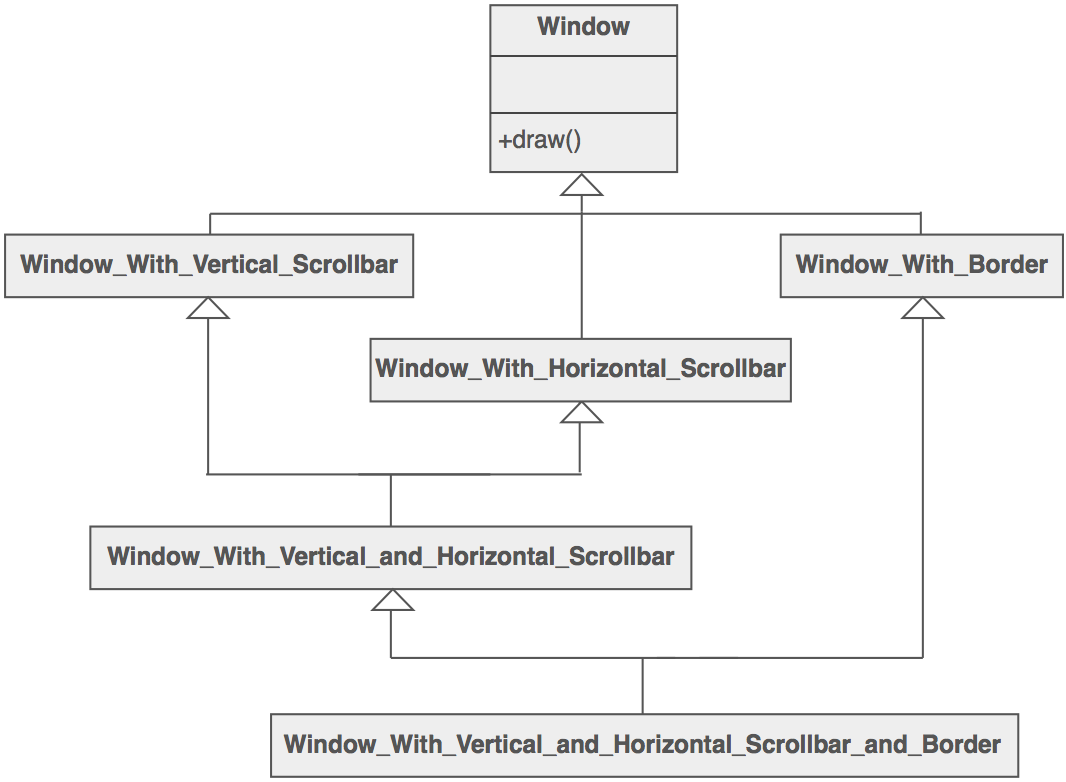 Window
+draw()
Window_With_Vertical_Scrollbar
Window_With_Border
Window_With_Horizontal_Scrollbar
Window_With_Vertical_and_Horizontal_Scrollbar
Window_With_Vertical_and_Horizontal_Scrollbar_and_Border